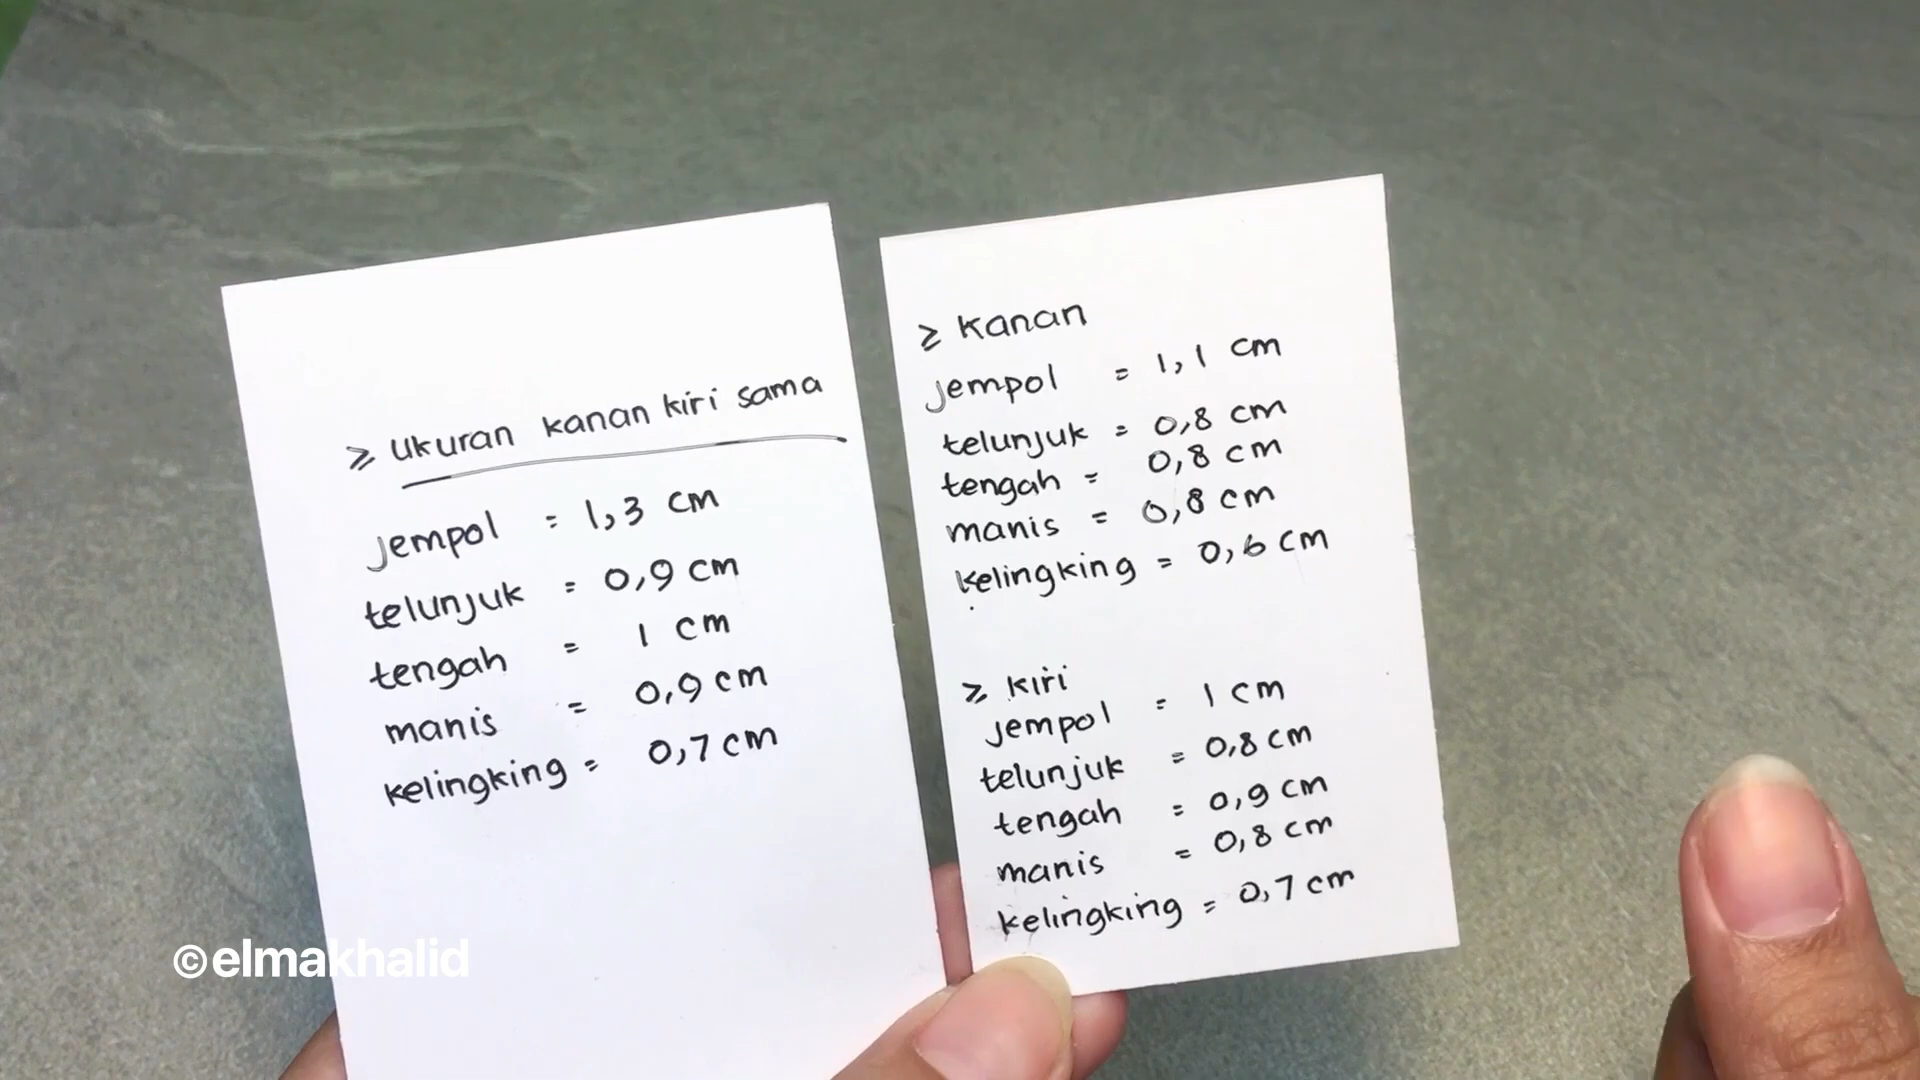 ≥ Ukuran kanan kiri sama
jempol = 1,3 cm
telunjuk = 0,9 cm
tengah = 1 cm
manis = 0,9 cm
kelingking = 0,7 cm
≥ Kanan
jempol = 1,1 cm
telunjuk = 0,8 cm
tengah = 0,8 cm
manis = 0,8 cm
kelingking = 0,6 cm
≥ kiri
jempol = 1 cm
telunjuk = 0,8 cm
tengah = 0,9 cm
manis = 0,8 cm
kelingking = 0,7 cm
©elmakhalid